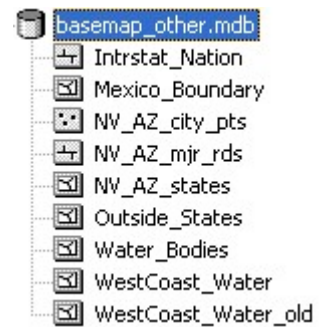 basemap_other.mdb
Intrstat_Nation
Mexico_Boundary
NV_AZ_city_pts
NV_AZ_mjr_rds
NV_AZ_states
Outside_States
Water_Bodies
WestCoast_Water
WestCoast_Water_old